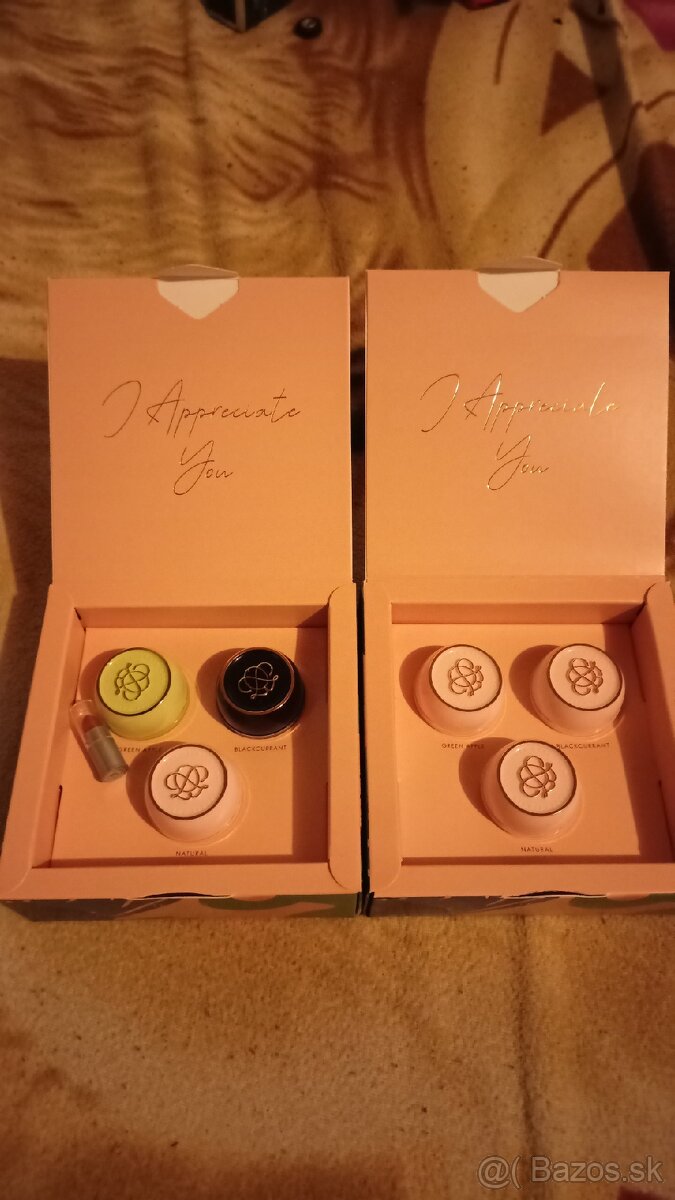 I Appreciate
You
I Appreciate
You
GREEN APPLE
BLACKCURRANT
NATURAL
GREEN APPLE
BLACKCURRANT
NATURAL
@( Bazos.sk